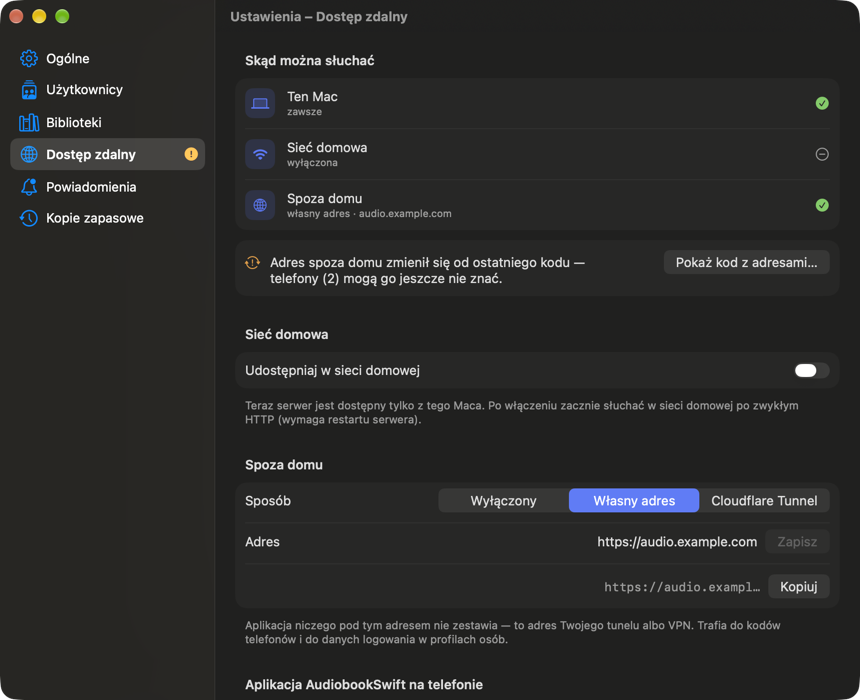 Ustawienia – Dostęp zdalny
Ogólne
Użytkownicy
Biblioteki
Dostęp zdalny
Powiadomienia
Kopie zapasowe
Skąd można słuchać
Ten Mac
zawsze
Sieć domowa
wyłączona
Spoza domu
własny adres · audio.example.com
Adres spoza domu zmienił się od ostatniego kodu —
telefony (2) mogą go jeszcze nie znać.
Pokaż kod z adresami...
Sieć domowa
Udostępniaj w sieci domowej
Teraz serwer jest dostępny tylko z tego Maca. Po włączeniu zacznie słuchać w sieci domowej po zwykłym
HTTP (wymaga restartu serwera).
Spoza domu
Sposób
Wyłączony
Własny adres
Cloudflare Tunnel
Adres
https://audio.example.com
Zapisz
https://audio.exampl…
Kopiuj
Aplikacja niczego pod tym adresem nie zestawia — to adres Twojego tunelu albo VPN. Trafia do kodów
telefonów i do danych logowania w profilach osób.
Aplikacja AudiobookSwift na telefonie